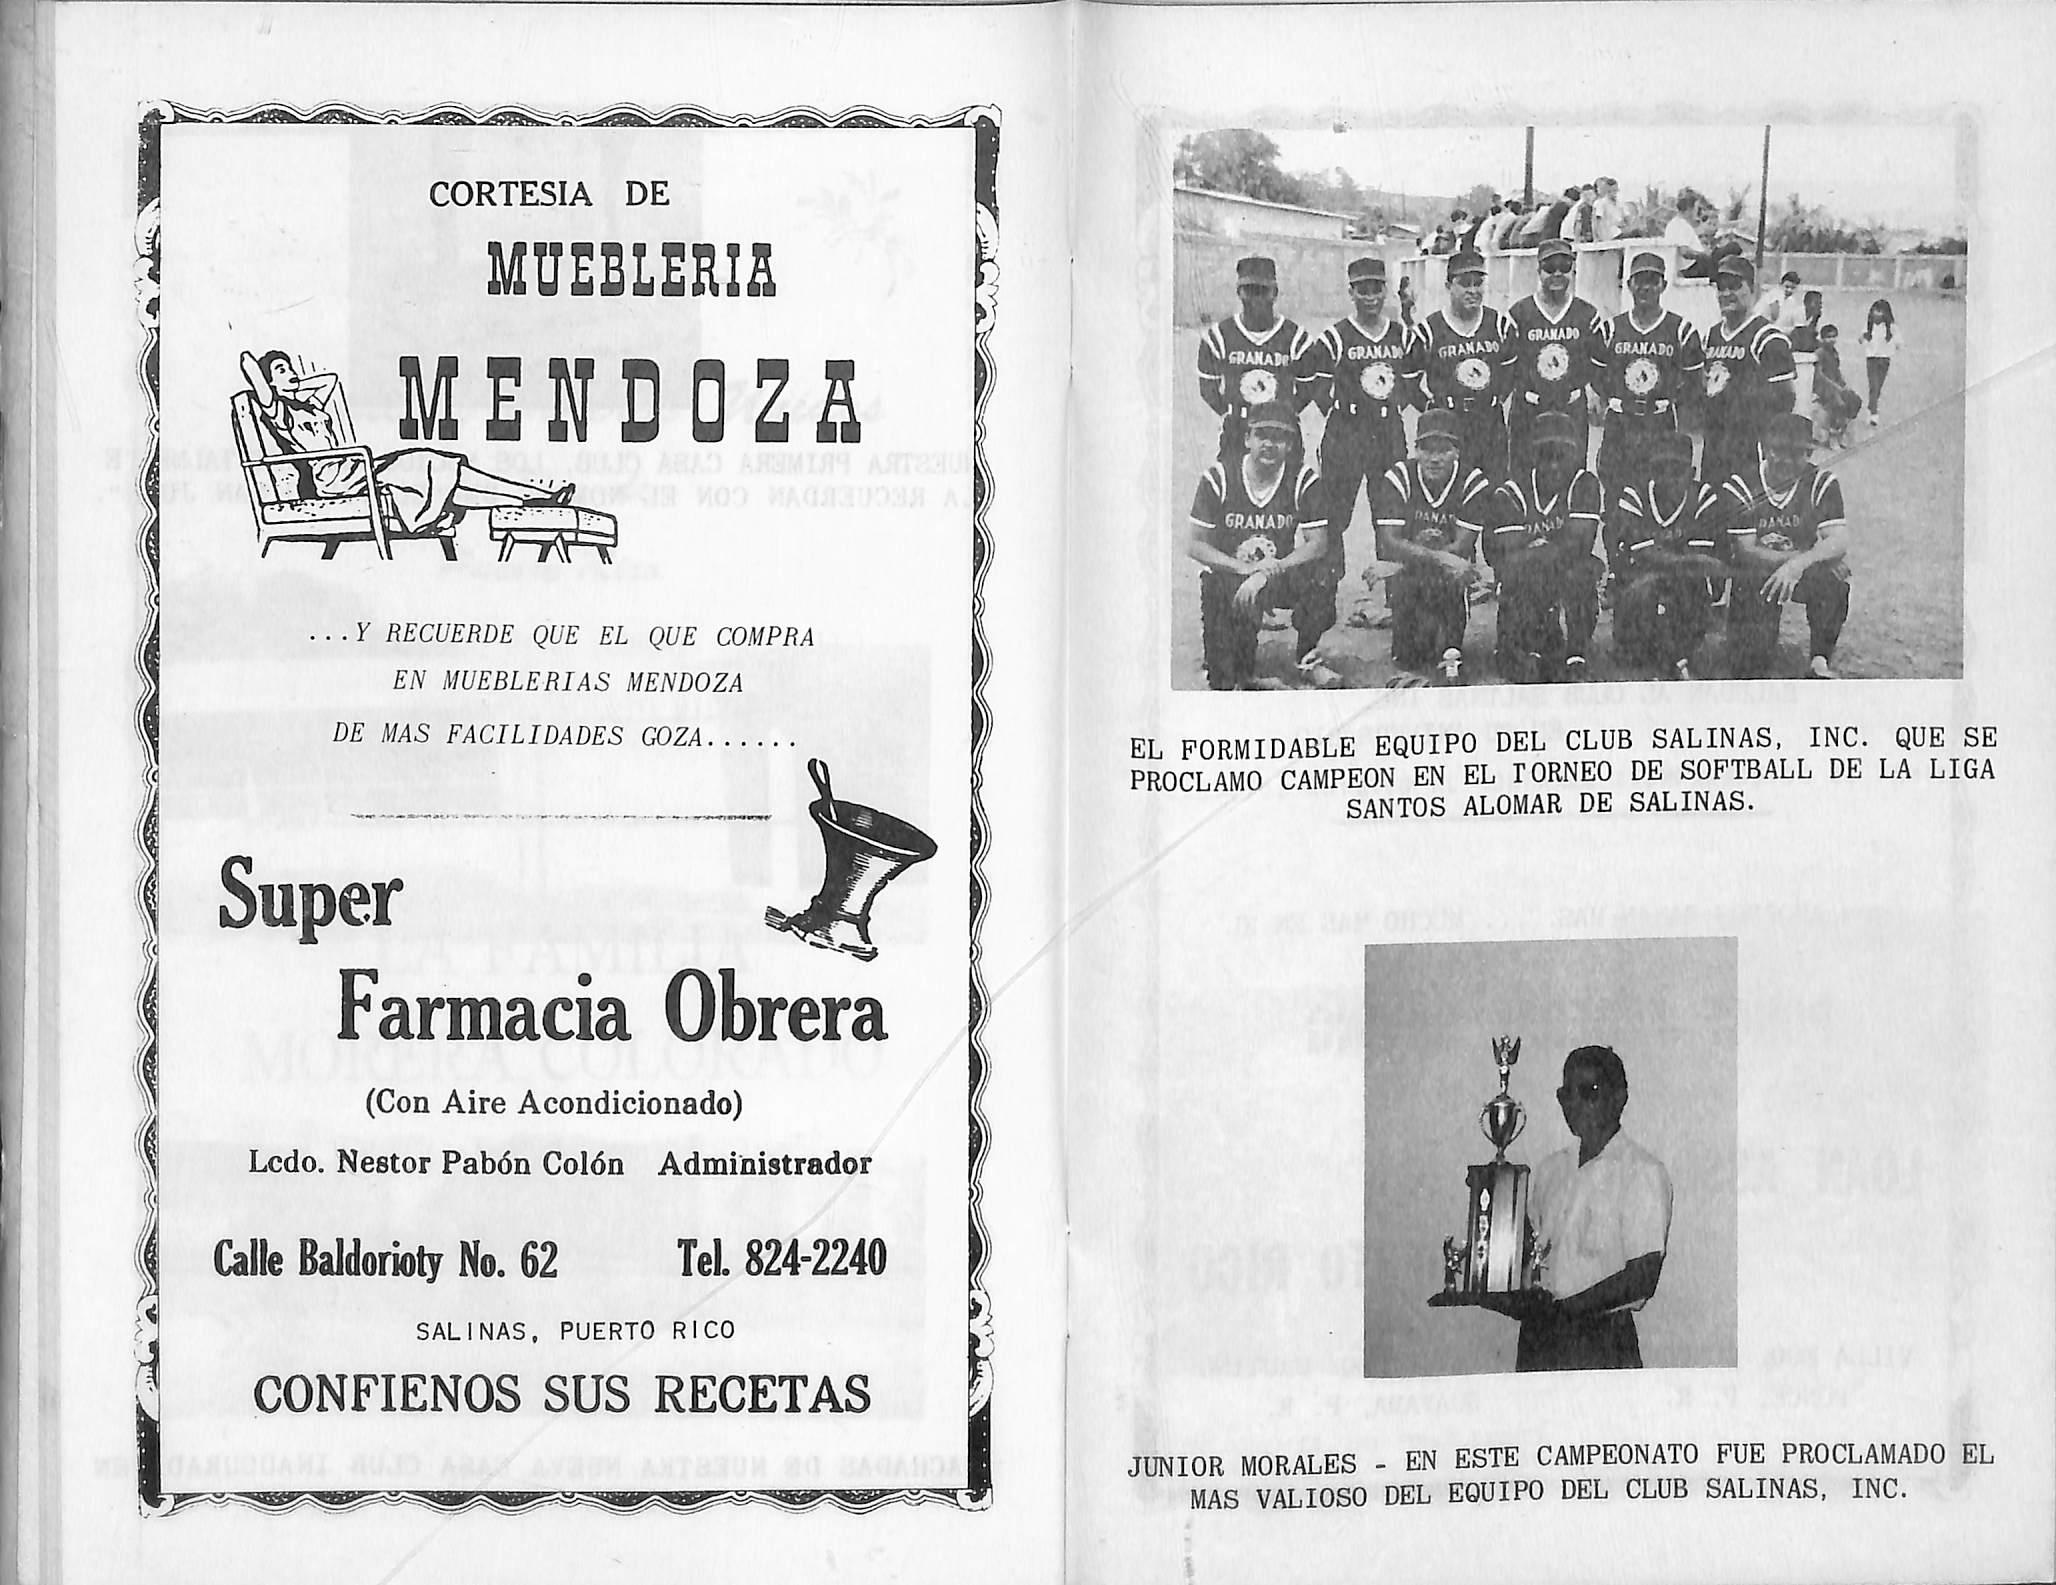 CORTESIA DE
MUEBLERIA
MENDOZA
...Y RECUERDE QUE EL QUE COMPRA
EN MUEBLERIAS MENDOZA
DE MAS FACILIDADES GOZA......
Super
Farmacia Obrera
(Con Aire Acondicionado)
Lcdo. Nestor Pabón Colón Administrador
Calle Baldorioty No. 62 Tel. 824-2240
SALINAS, PUERTO RICO
CONFIENOS SUS RECETAS
GRANADO
GRANADO
GRANADO
GRANADO
GRANADO
GRANADO
GRANADO
EL FORMIDABLE EQUIPO DEL CLUB SALINAS, INC. QUE SE
PROCLAMO CAMPEON EN EL TORNEO DE SOFTBALL DE LA LIGA
SANTOS ALOMAR DE SALINAS.
JUNIOR MORALES - EN ESTE CAMPEONATO FUE PROCLAMADO EL
MAS VALIOSO DEL EQUIPO DEL CLUB SALINAS, INC.